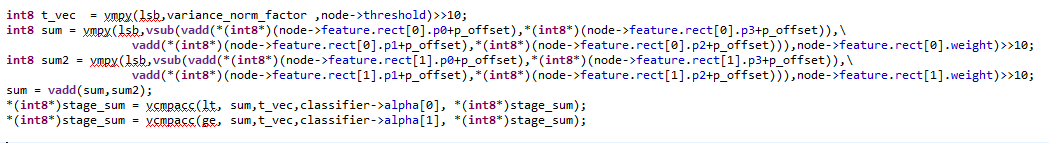 int8 t_vec  = vmpy(lsb,variance_norm_factor ,node->threshold)>>10;
int8 sum = vmpy(lsb,vsub(vadd(*(int8*)(node->feature.rect[0].p0+p_offset),*(int8*)(node->feature.rect[0].p3+p_offset)),\
vadd(*(int8*)(node->feature.rect[0].p1+p_offset),*(int8*)(node->feature.rect[0].p2+p_offset))),node->feature.rect[0].weight)>>10;
int8 sum2 = vmpy(lsb,vsub(vadd(*(int8*)(node->feature.rect[1].p0+p_offset),*(int8*)(node->feature.rect[1].p3+p_offset)),\
vadd(*(int8*)(node->feature.rect[1].p1+p_offset),*(int8*)(node->feature.rect[1].p2+p_offset))),node->feature.rect[1].weight)>>10;
sum = vadd(sum,sum2);
*(int8*)stage_sum = vcmpacc(lt, sum,t_vec,classifier->alpha[0], *(int8*)stage_sum);
*(int8*)stage_sum = vcmpacc(ge, sum,t_vec,classifier->alpha[1], *(int8*)stage_sum);